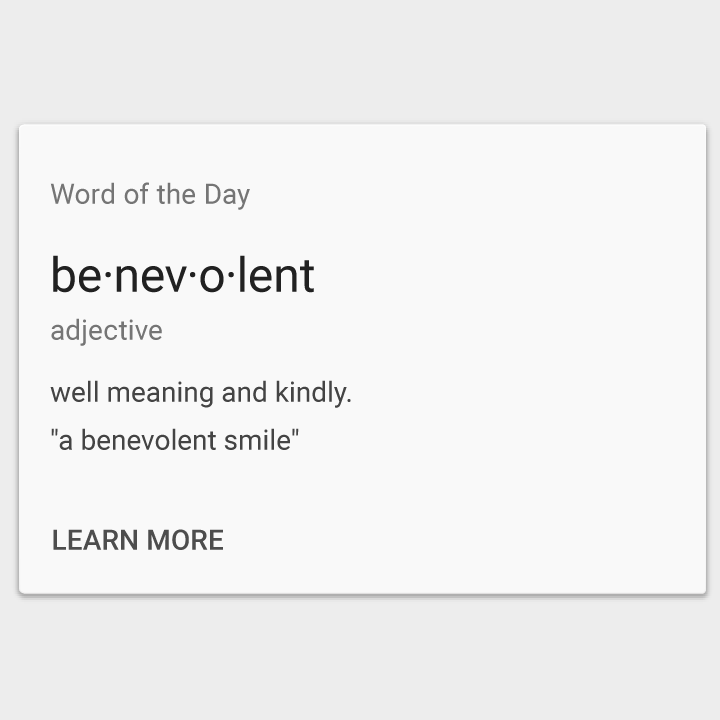 Word of the Day
be·nev·o·lent
adjective
well meaning and kindly.
"a benevolent smile"
LEARN MORE